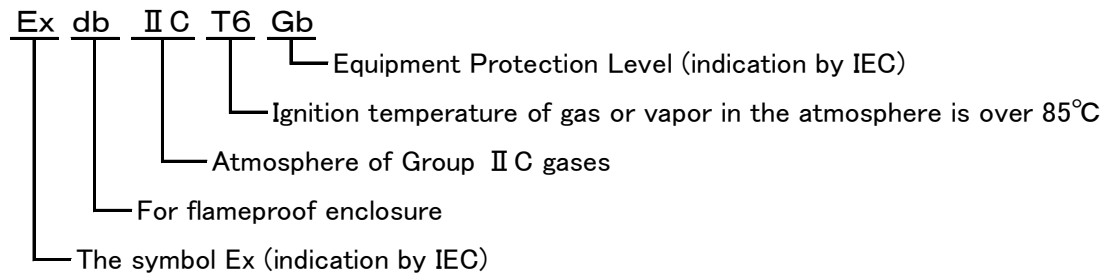 Ex db ⅡC T6 Gb
Equipment Protection Level (indication by IEC)
Ignition temperature of gas or vapor in the atmosphere is over 85℃
Atmosphere of Group ⅡC gases
For flameproof enclosure
The symbol Ex (indication by IEC)